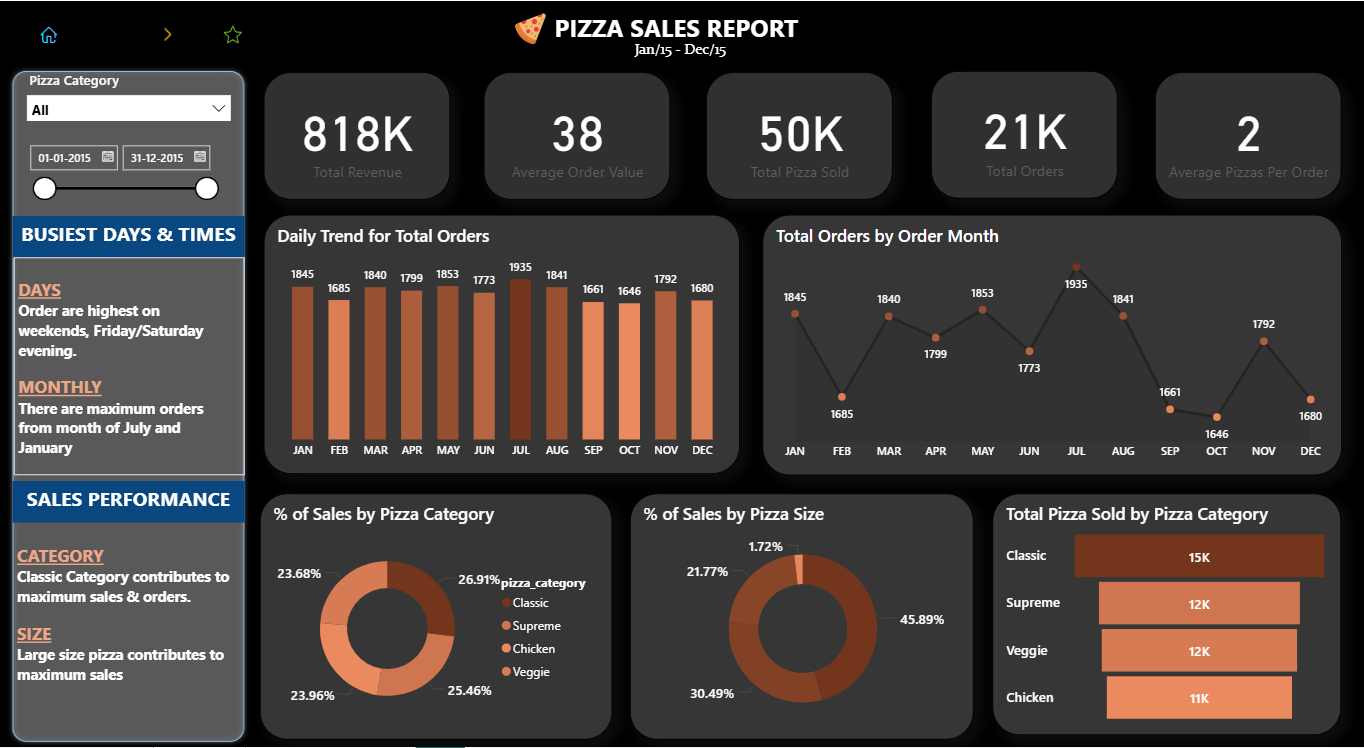 PIZZA SALES REPORT
Jan/15 - Dec/15
Pizza Category
All
01-01-2015
31-12-2015
BUSIEST DAYS & TIMES
DAYS
Order are highest on
weekends, Friday/Saturday
evening.
MONTHLY
There are maximum orders
from month of July and
January
SALES PERFORMANCE
CATEGORY
Classic Category contributes to
maximum sales & orders.
SIZE
Large size pizza contributes to
maximum sales
818K
Total Revenue
38
Average Order Value
50K
Total Pizza Sold
21K
Total Orders
2
Average Pizzas Per Order
Daily Trend for Total Orders
1845 1685 1840 1799 1853 1773 1935 1841 1661 1646 1792 1680
JAN FEB MAR APR MAY JUN JUL AUG SEP OCT NOV DEC
Total Orders by Order Month
1845 1685 1840 1799 1853 1773 1935 1841 1661 1646 1792 1680
JAN FEB MAR APR MAY JUN JUL AUG SEP OCT NOV DEC
% of Sales by Pizza Category
26.91%
25.46%
23.96%
23.68%
pizza_category
Classic
Supreme
Chicken
Veggie
% of Sales by Pizza Size
1.72%
21.77%
45.89%
30.49%
Total Pizza Sold by Pizza Category
Classic 15K
Supreme 12K
Veggie 12K
Chicken 11K